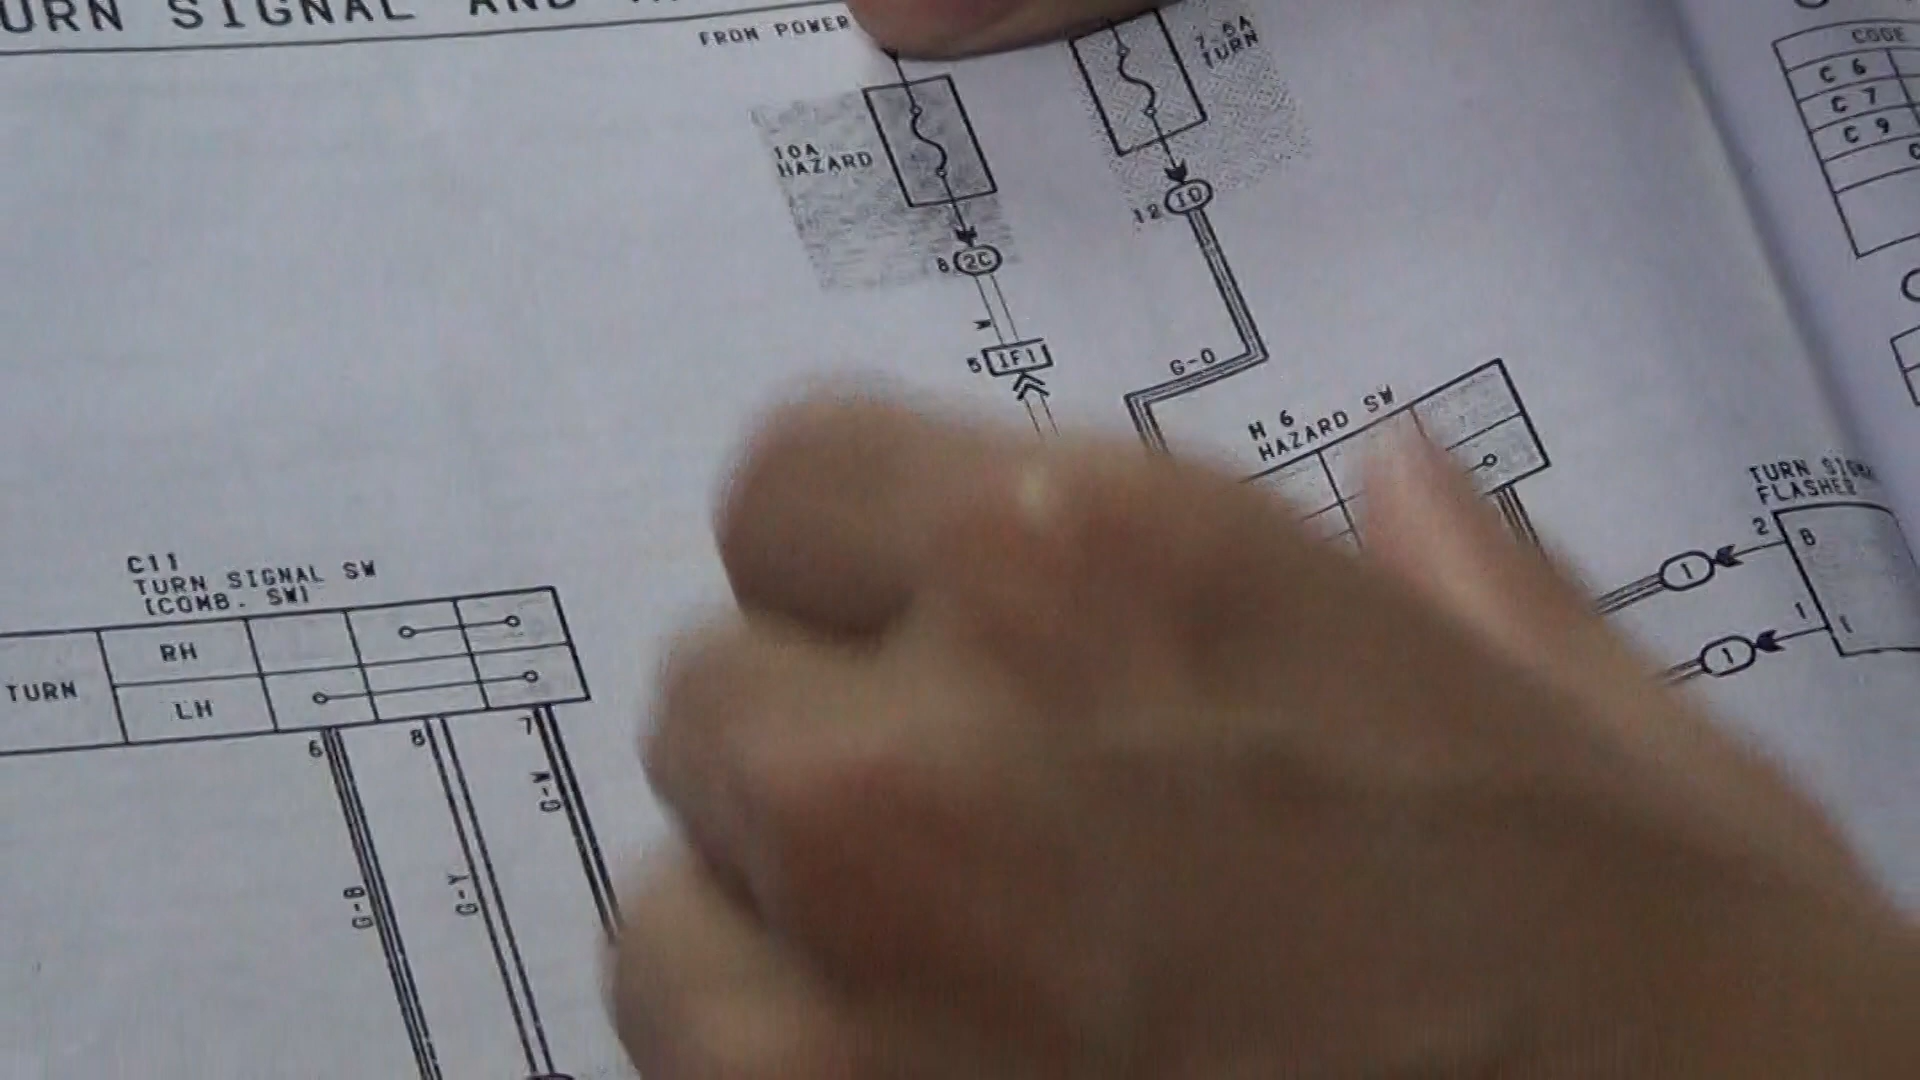 URN SIGNAL AND
FROM POWER
7.5A
TURN
10A
HAZARD
12 1D
8 2C
W
5 IF1
G-O
H 6
HAZARD SW
TURN
FLASHER
2
B
1
1
1
1
C11
TURN SIGNAL SW
[COMB. SW]
TURN
RH
LH
6
8
7
G-B
G-Y
G-W
CODE
C 6
C 7
C 9
C